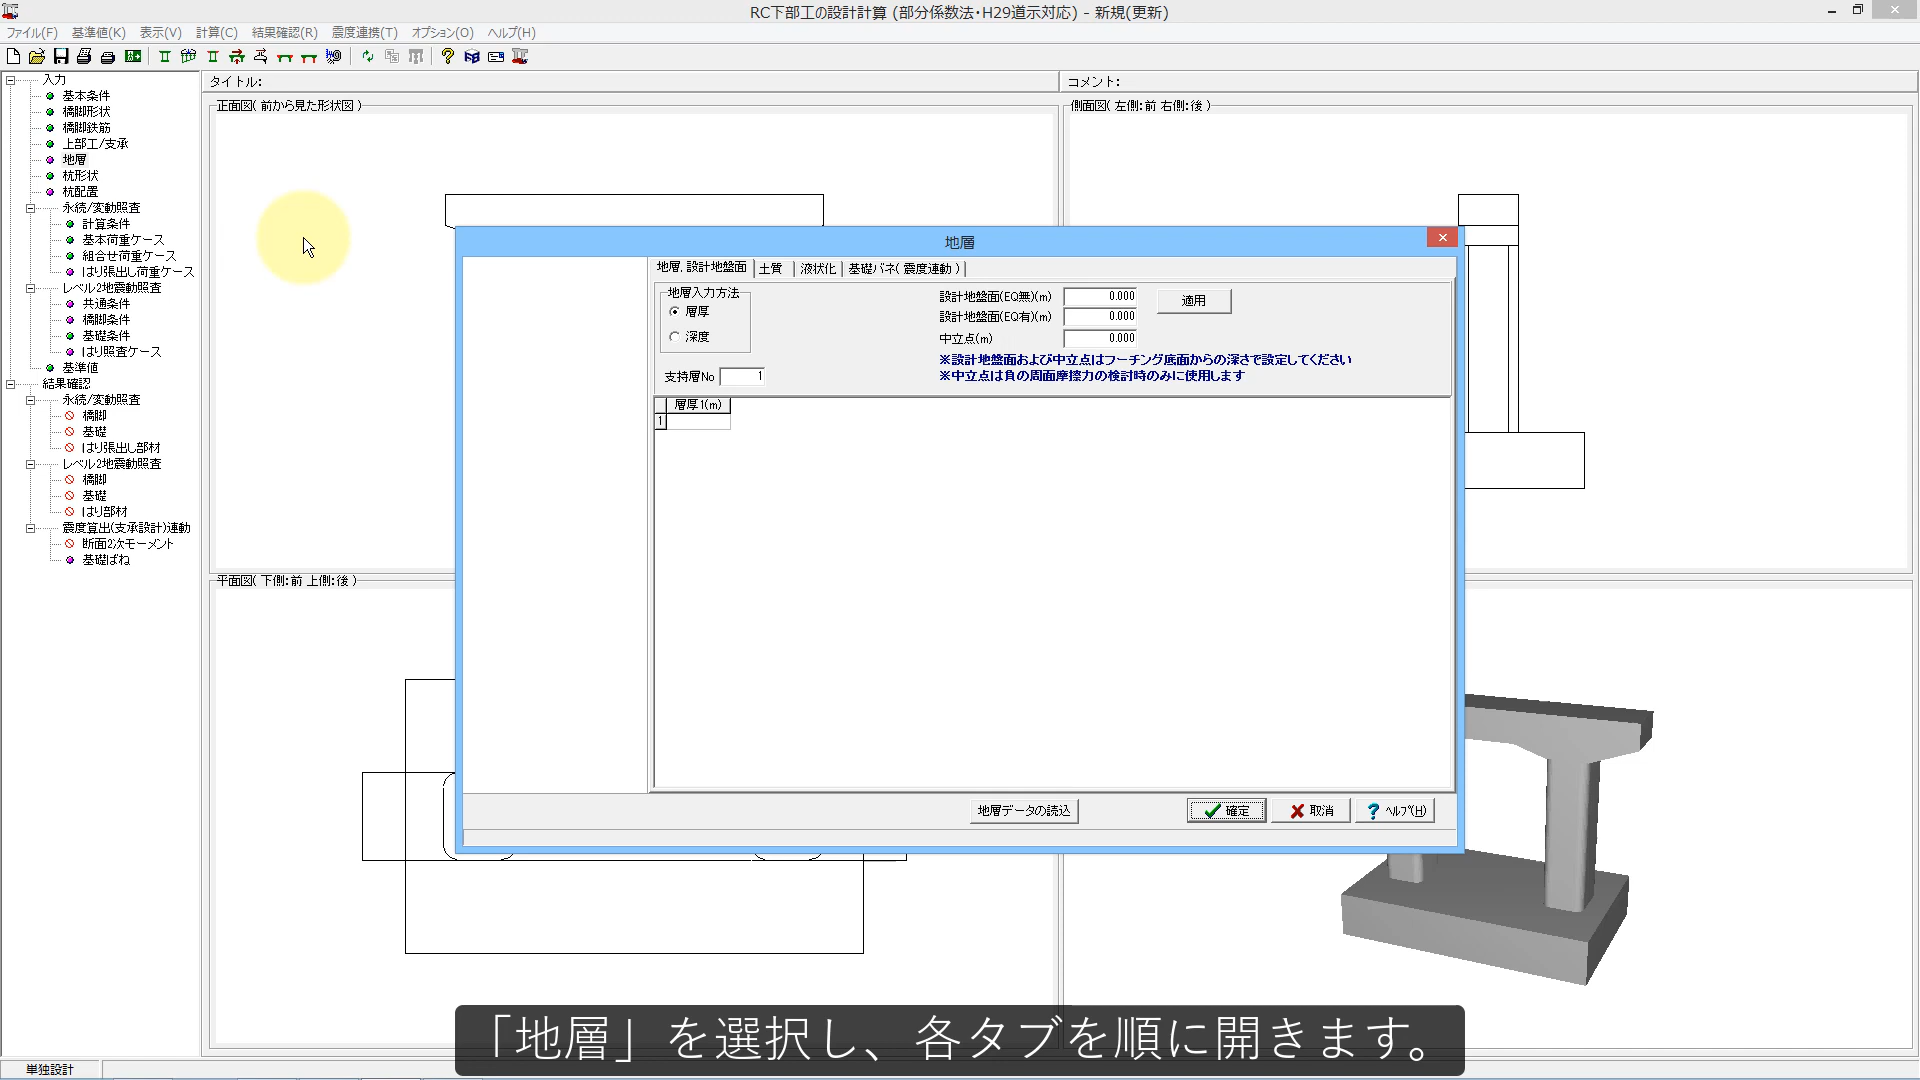 RC下部工の設計計算 (部分係数法・H29道示対応) - 新規(更新)
ファイル(F) 基準値(K) 表示(V) 計算(C) 結果確認(R) 震度連携(T) オプション(O) ヘルプ(H)
入力
基本条件
橋脚形状
橋脚鉄筋
上部工/支承
地層
杭形状
杭配置
永続/変動照査
計算条件
基本荷重ケース
組合せ荷重ケース
はり張出し荷重ケース
レベル2地震動照査
共通条件
橋脚条件
基礎条件
はり照査ケース
基準値
結果確認
永続/変動照査
橋脚
基礎
はり張出し部材
レベル2地震動照査
橋脚
基礎
はり部材
震度算出(支承設計)連動
断面2次モーメント
基礎ばね
タイトル:
コメント:
正面図( 前から見た形状図 )
側面図( 左側:前 右側:後 )
平面図( 下側:前 上側:後 )
地層
地層, 設計地盤面 土質 液状化 基礎バネ( 震度連動 )
地層入力方法
層厚
深度
支持層No 1
設計地盤面(EQ無)(m) 0.000 適用
設計地盤面(EQ有)(m) 0.000
中立点(m) 0.000
※設計地盤面および中立点はフーチング底面からの深さで設定してください
※中立点は負の周面摩擦力の検討時のみに使用します
層厚1(m)
1
地層データの読込 確定 取消 ヘルプ(H)
「地層」を選択し、各タブを順に開きます。
単独設計